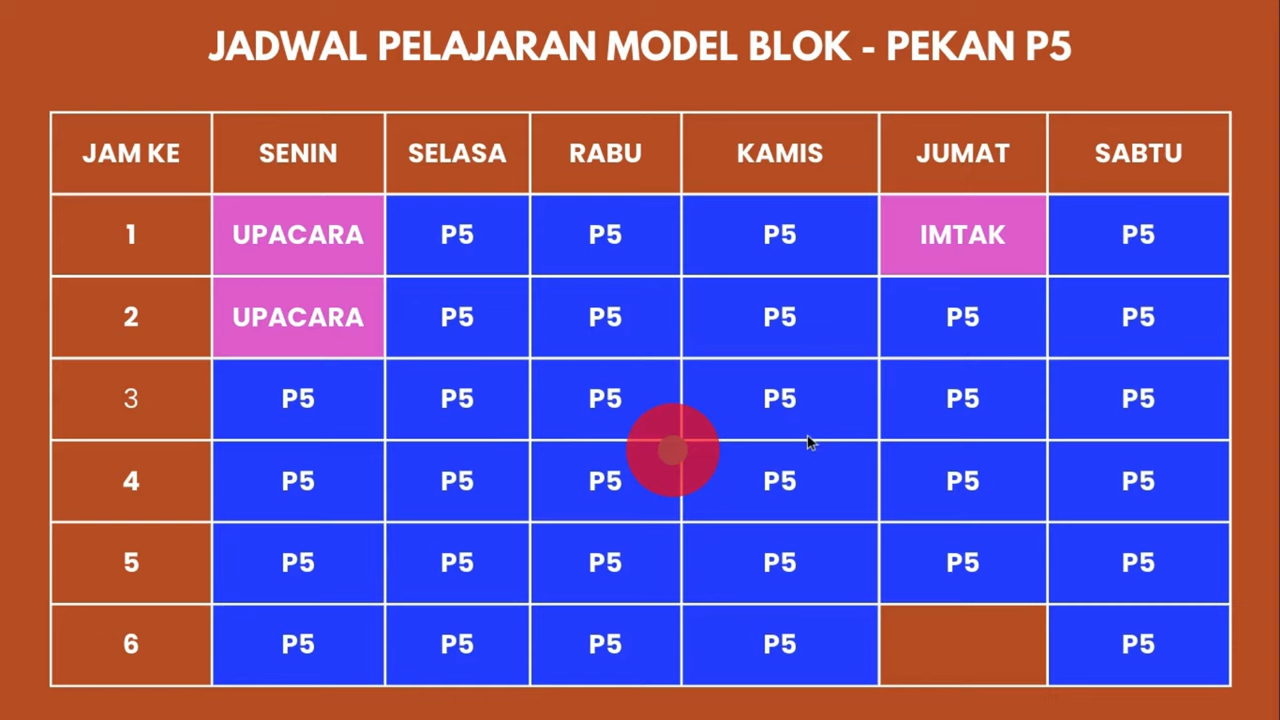 JADWAL PELAJARAN MODEL BLOK - PEKAN P5
JAM KE SENIN SELASA RABU KAMIS JUMAT SABTU
1 UPACARA P5 P5 P5 IMTAK P5
2 UPACARA P5 P5 P5 P5 P5
3 P5 P5 P5 P5 P5 P5
4 P5 P5 P5 P5 P5 P5
5 P5 P5 P5 P5 P5 P5
6 P5 P5 P5 P5 P5